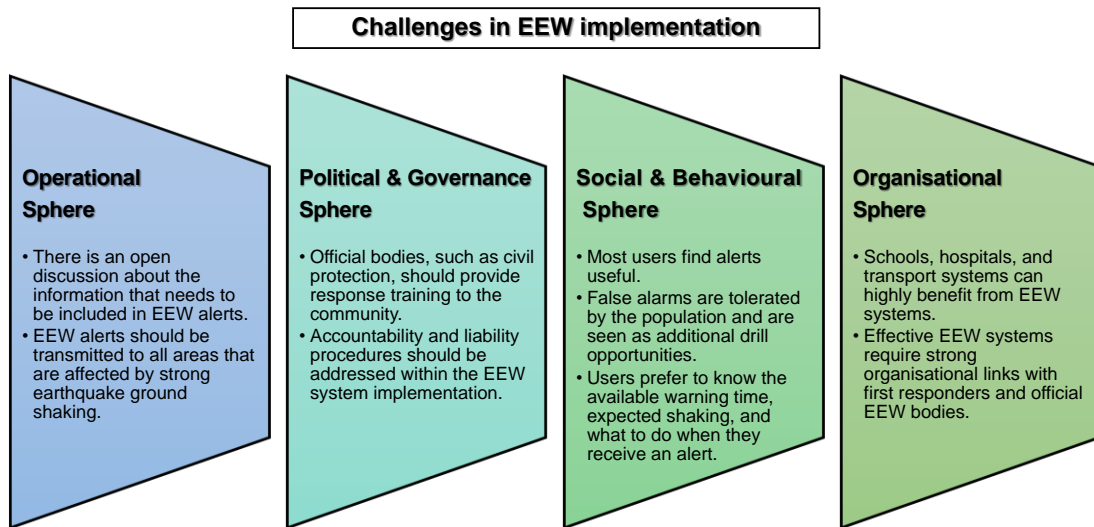 Challenges in EEW implementation
Operational
Sphere
• There is an open
discussion about the
information that needs to
be included in EEW alerts.
• EEW alerts should be
transmitted to all areas that
are affected by strong
earthquake ground
shaking.
Political & Governance
Sphere
• Official bodies, such as civil
protection, should provide
response training to the
community.
• Accountability and liability
procedures should be
addressed within the EEW
system implementation.
Social & Behavioural
Sphere
• Most users find alerts
useful.
• False alarms are tolerated
by the population and are
seen as additional drill
opportunities.
• Users prefer to know the
available warning time,
expected shaking, and
what to do when they
receive an alert.
Organisational
Sphere
• Schools, hospitals, and
transport systems can
highly benefit from EEW
systems.
• Effective EEW systems
require strong
organisational links with
first responders and official
EEW bodies.